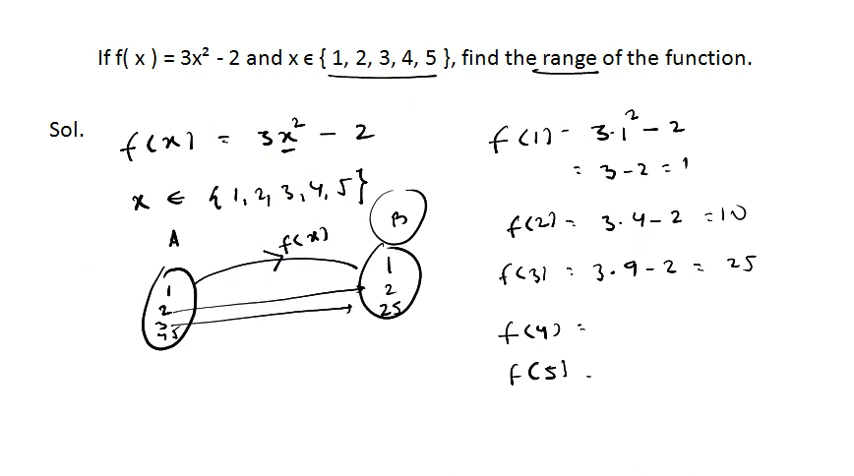 If f( x ) = 3x² - 2 and x ϵ { 1, 2, 3, 4, 5 }, find the range of the function.
Sol.
f(x) = 3x² - 2
x ∈ {1, 2, 3, 4, 5}
A
f(x)
B
1
2
3
4 5
1
2
25
f(1) - 3·1² - 2
= 3 - 2 = 1
f(2) = 3·4 - 2 = 10
f(3) = 3·9 - 2 = 25
f(4) =
f(5) -